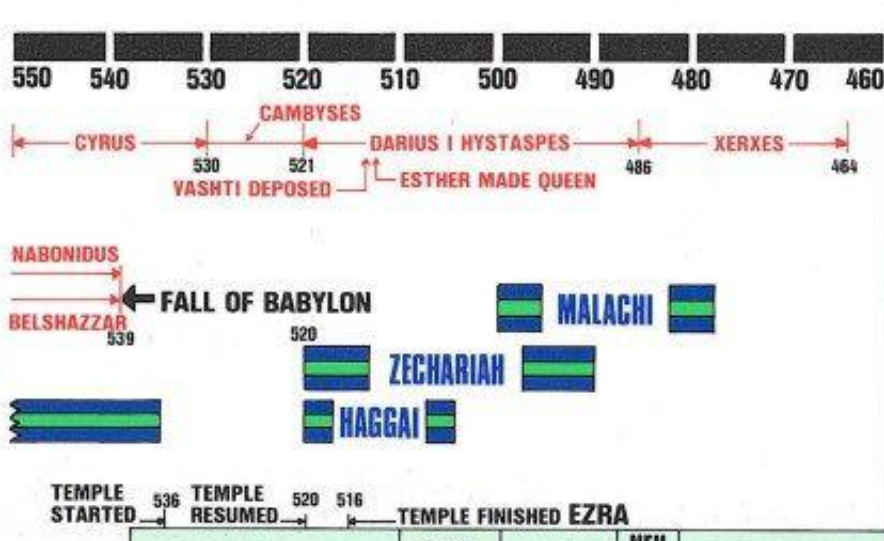 550 540 530 520 510 500 490 480 470 460
CAMBYSES
CYRUS DARIUS I HYSTASPES XERXES
530 521 486 464
VASHTI DEPOSED ESTHER MADE QUEEN
NABONIDUS
FALL OF BABYLON MALACHI
BELSHAZZAR
539 520
ZECHARIAH
HAGGAI
TEMPLE 536 TEMPLE 520 516
STARTED RESUMED TEMPLE FINISHED EZRA